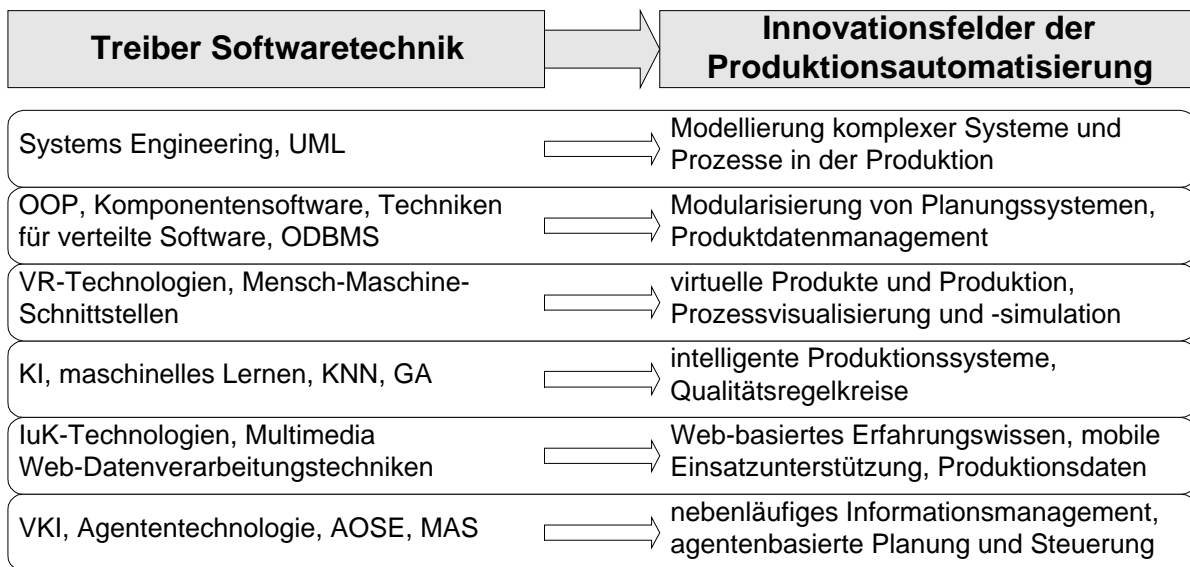 Treiber Softwaretechnik
Innovationsfelder der
Produktionsautomatisierung
Systems Engineering, UML
Modellierung komplexer Systeme und
Prozesse in der Produktion
OOP, Komponentensoftware, Techniken
für verteilte Software, ODBMS
Modularisierung von Planungssystemen,
Produktdatenmanagement
VR-Technologien, Mensch-Maschine-
Schnittstellen
virtuelle Produkte und Produktion,
Prozessvisualisierung und -simulation
KI, maschinelles Lernen, KNN, GA
intelligente Produktionssysteme,
Qualitätsregelkreise
IuK-Technologien, Multimedia
Web-Datenverarbeitungstechniken
Web-basiertes Erfahrungswissen, mobile
Einsatzunterstützung, Produktionsdaten
VKI, Agententechnologie, AOSE, MAS
nebenläufiges Informationsmanagement,
agentenbasierte Planung und Steuerung